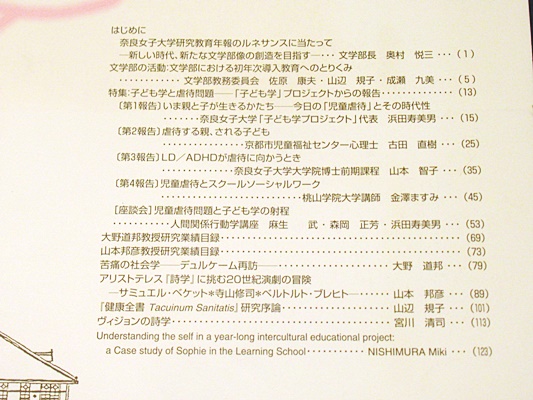 はじめに
奈良女子大学研究教育年報のルネサンスに当たって
―新しい時代、新たな文学部像の創造を目指す―・・・文学部長 奥村 悦三・・・(1)
文学部の活動:文学部における初年次導入教育へのとりくみ
・・・・・・・・・・・・文学部教務委員会 佐原 康夫・山辺 規子・成瀬 九美・・・(5)
特集:子ども学と虐待問題――「子ども学」プロジェクトからの報告・・・・・・・・・・・・(13)
〔第1報告〕いま親と子が生きるかたち――今日の「児童虐待」とその時代性
・・・・・・・奈良女子大学「子ども学プロジェクト」代表 浜田寿美男・・・(15)
〔第2報告〕虐待する親、される子ども
・・・・・・・・・・・・・京都市児童福祉センター心理士 古田 直樹・・・(25)
〔第3報告〕LD/ADHDが虐待に向かうとき
・・・・・・・・・・・・・・奈良女子大学大学院博士前期課程 山本 智子・・・(35)
〔第4報告〕児童虐待とスクールソーシャルワーク
・・・・・・・・・・・・・・・・・・・・・桃山学院大学講師 金澤ますみ・・・(45)
〔座談会〕児童虐待問題と子ども学の射程
・・・・・・・・・・人間関係行動学講座 麻生 武・森岡 正芳・浜田寿美男・・・(53)
大野道邦教授研究業績目録・・・・・・・・・・・・・・・・・・・・・・・・・・・・・・(69)
山本邦彦教授研究業績目録・・・・・・・・・・・・・・・・・・・・・・・・・・・・・・(73)
苦痛の社会学――デュルケーム再訪・・・・・・・・・・・・・・・・大野 道邦・・・(79)
アリストテレス『詩学』に挑む20世紀演劇の冒険
―サミュエル・ベケット*寺山修司*ベルトルト・ブレヒト―・・・・・・山本 邦彦・・・(89)
『健康全書 Tacuinum Sanitatis』研究序論・・・・・・・・・・・・・・山辺 規子・・・(101)
ヴィジョンの詩学・・・・・・・・・・・・・・・・・・・・・・・・・・・・宮川 清司・・・(113)
Understanding the self in a year-long intercultural educational project:
a Case study of Sophie in the Learning School・・・・・・・・・・・NISHIMURA Miki・・・(123)